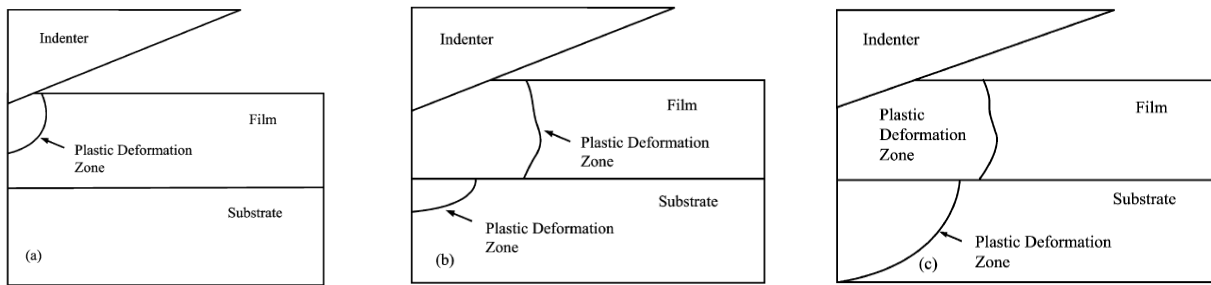 Indenter
Film
Plastic Deformation
Zone
Substrate
(a)
Indenter
Film
Plastic Deformation
Zone
Substrate
Plastic Deformation
Zone
(b)
Indenter
Film
Plastic
Deformation
Zone
Substrate
Plastic Deformation
Zone
(c)